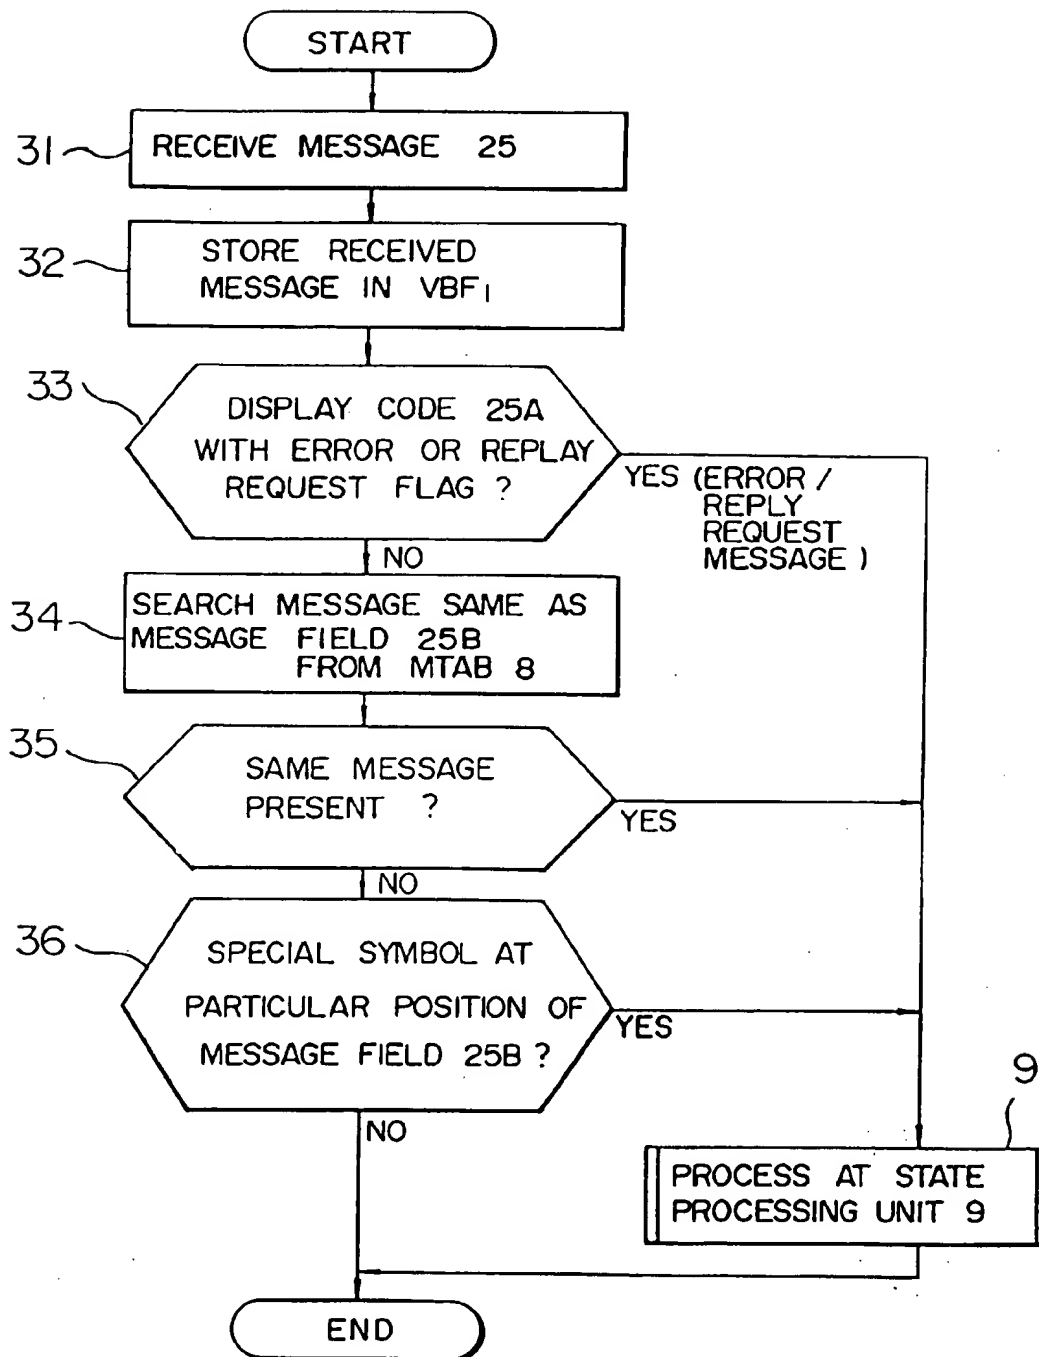 START
31
RECEIVE MESSAGE 25
32
STORE RECEIVED
MESSAGE IN VBF1
33
DISPLAY CODE 25A
WITH ERROR OR REPLAY
REQUEST FLAG ?
YES (ERROR /
REPLY
REQUEST
MESSAGE )
NO
34
SEARCH MESSAGE SAME AS
MESSAGE FIELD 25B
FROM MTAB 8
35
SAME MESSAGE
PRESENT ?
YES
NO
36
SPECIAL SYMBOL AT
PARTICULAR POSITION OF
MESSAGE FIELD 25B ?
YES
NO
9
PROCESS AT STATE
PROCESSING UNIT 9
END